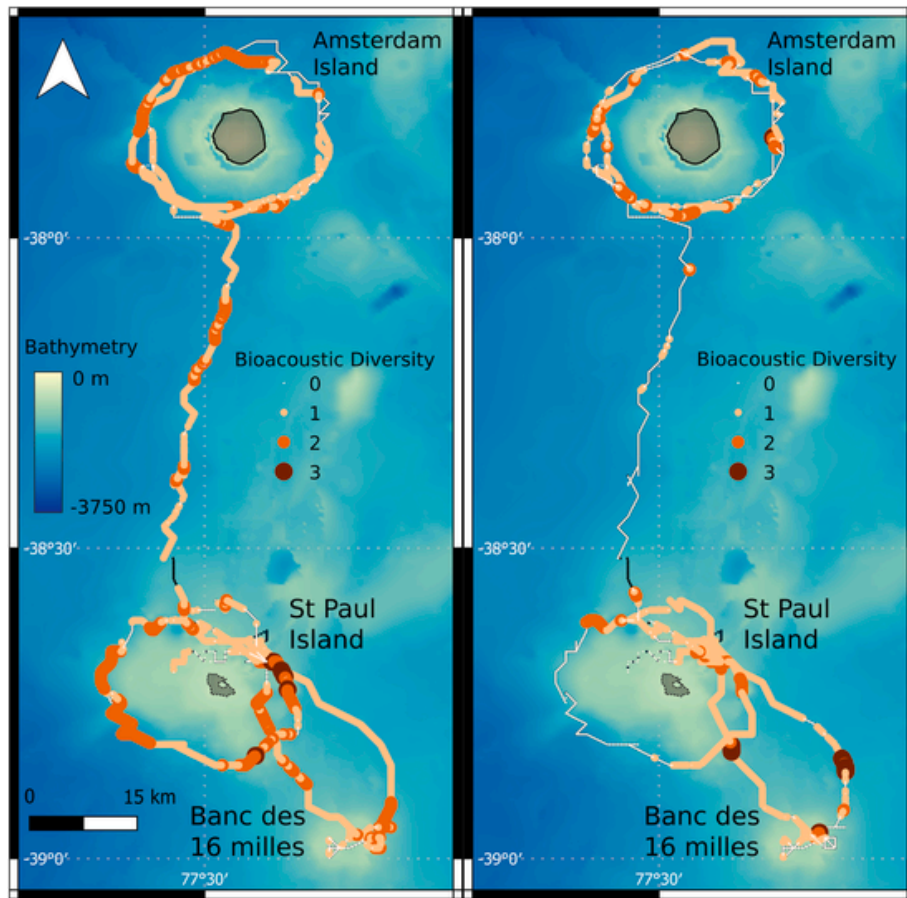 Amsterdam
Island
-38°0′
Bathymetry
0 m
-3750 m
Bioacoustic Diversity
0
1
2
3
-38°30′
St Paul
Island
0 15 km
Banc des
16 milles
-39°0′
77°30′
Amsterdam
Island
-38°0′
Bioacoustic Diversity
0
1
2
3
-38°30′
St Paul
Island
Banc des
16 milles
-39°0′
77°30′